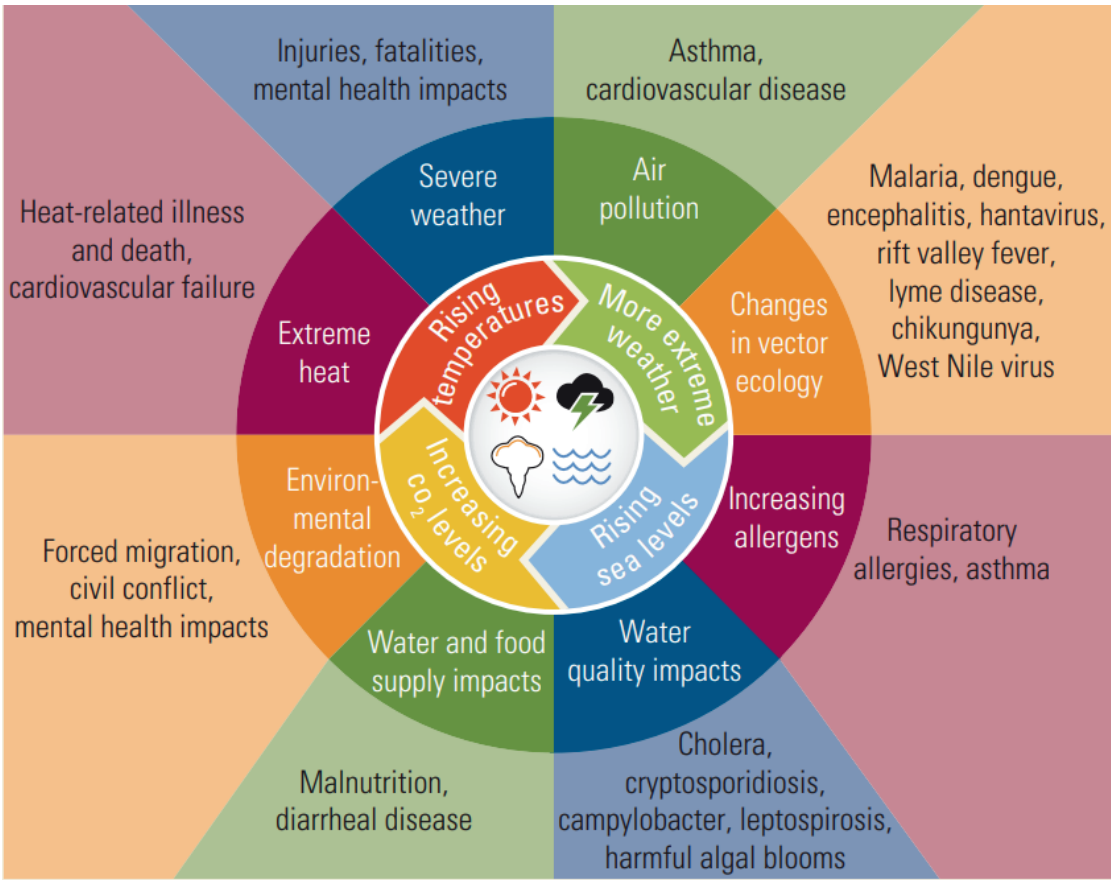 Injuries, fatalities,
mental health impacts
Asthma,
cardiovascular disease
Severe
weather
Air
pollution
Malaria, dengue,
encephalitis, hantavirus,
rift valley fever,
lyme disease,
chikungunya,
West Nile virus
Heat-related illness
and death,
cardiovascular failure
Extreme
heat
Rising
temperatures
More extreme
weather
Changes
in vector
ecology
Environ-
mental
degradation
Increasing
CO₂ levels
Rising
sea levels
Increasing
allergens
Respiratory
allergies, asthma
Forced migration,
civil conflict,
mental health impacts
Water and food
supply impacts
Water
quality impacts
Malnutrition,
diarrheal disease
Cholera,
cryptosporidiosis,
campylobacter, leptospirosis,
harmful algal blooms